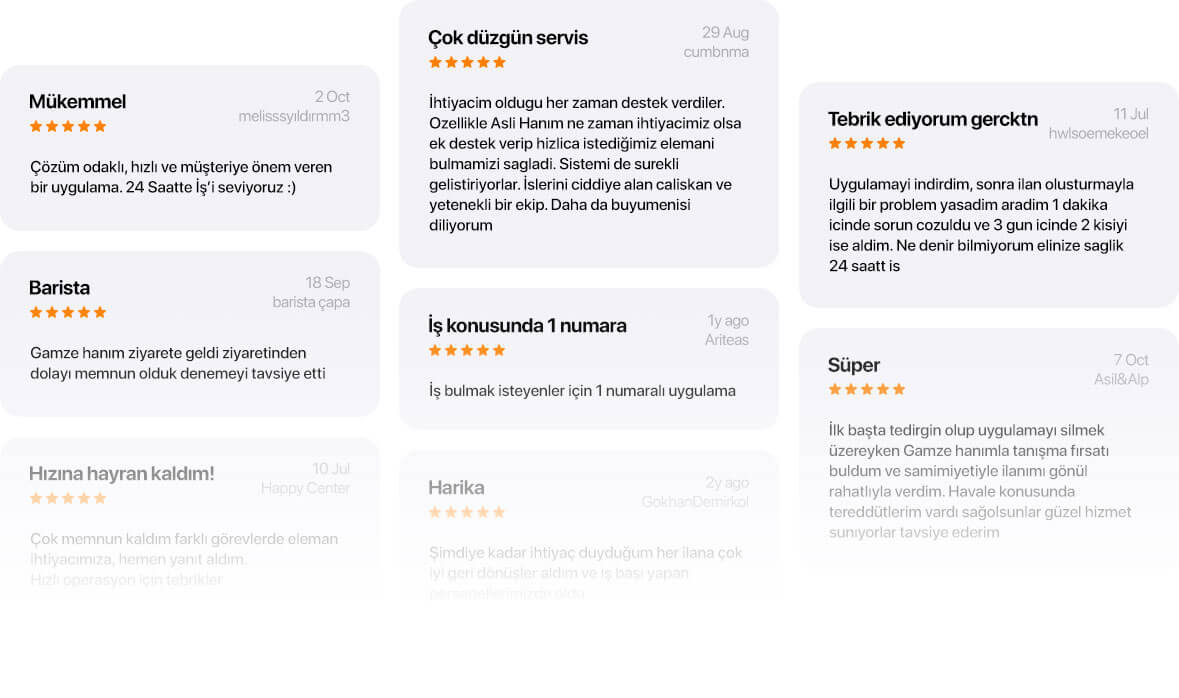 Mükemmel
2 Oct
melisssyıldırmm3
Çözüm odaklı, hızlı ve müşteriye önem veren
bir uygulama. 24 Saatte İş’i seviyoruz :)
Barista
18 Sep
barista çapa
Gamze hanım ziyarete geldi ziyaretinden
dolayı memnun olduk denemeyi tavsiye etti
Hızına hayran kaldım!
10 Jul
Happy Center
Çok memnun kaldım farklı görevlerde eleman
ihtiyacımıza, hemen yanıt aldım.
Hızlı operasyon için tebrikler
Çok düzgün servis
29 Aug
cumbnma
İhtiyacim oldugu her zaman destek verdiler.
Ozellikle Asli Hanım ne zaman ihtiyacimiz olsa
ek destek verip hizlica istediğimiz elemani
bulmamizi sagladi. Sistemi de surekli
gelistiriyorlar. İslerini ciddiye alan caliskan ve
yetenekli bir ekip. Daha da buyumenisi
diliyorum
İş konusunda 1 numara
1y ago
Ariteas
İş bulmak isteyenler için 1 numaralı uygulama
Harika
2y ago
GokhanDemirkol
Şimdiye kadar ihtiyaç duyduğum her ilana çok
iyi geri dönüşler aldım ve iş başı yapan
personellerimizde oldu
Tebrik ediyorum gercktn
11 Jul
hwlsoemekeoel
Uygulamayi indirdim, sonra ilan olusturmayla
ilgili bir problem yasadim aradim 1 dakika
icinde sorun cozuldu ve 3 gun icinde 2 kisiyi
ise aldim. Ne denir bilmiyorum elinize saglik
24 saatt is
Süper
7 Oct
Asil&Alp
İlk başta tedirgin olup uygulamayı silmek
üzereyken Gamze hanımla tanışma fırsatı
buldum ve samimiyetiyle ilanımı gönül
rahatlıyla verdim. Havale konusunda
tereddütlerim vardı sağolsunlar güzel hizmet
sunıyorlar tavsiye ederim